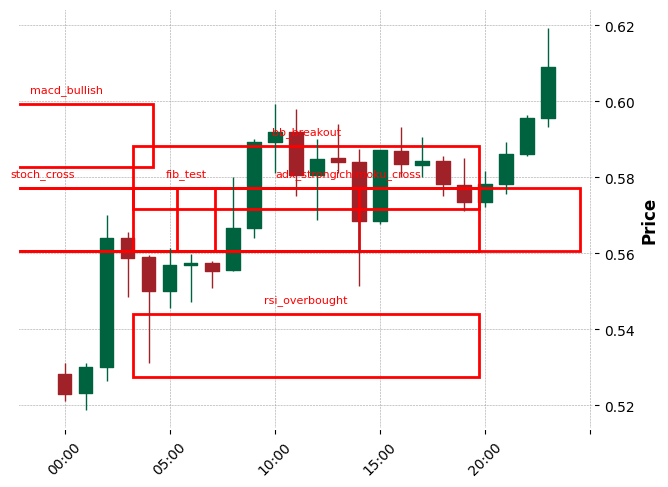 macd_bullish
bb_breakout
stoch_cross
fib_test
adx_strong
ichimoku_cross
rsi_overbought
0.62
0.60
0.58
0.56
0.54
0.52
Price
00:00
05:00
10:00
15:00
20:00